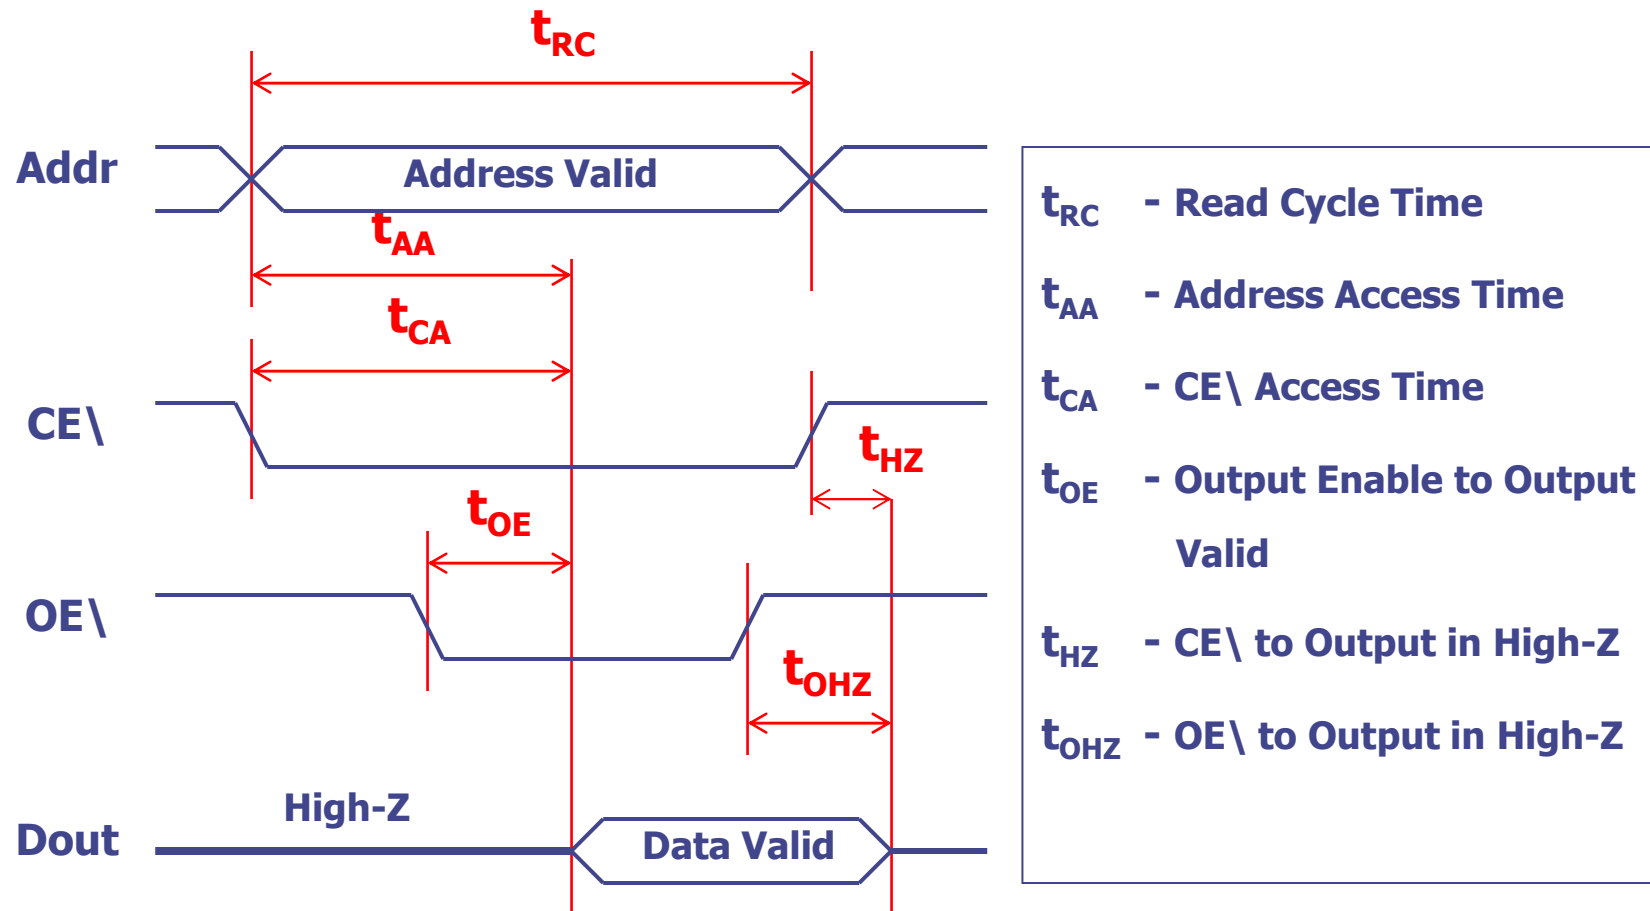 tRC
Addr
Address Valid
tAA
tCA
CE\
tHZ
tOE
OE\
tOHZ
High-Z
Dout
Data Valid
tRC - Read Cycle Time
tAA - Address Access Time
tCA - CE\ Access Time
tOE - Output Enable to Output
Valid
tHZ - CE\ to Output in High-Z
tOHZ - OE\ to Output in High-Z